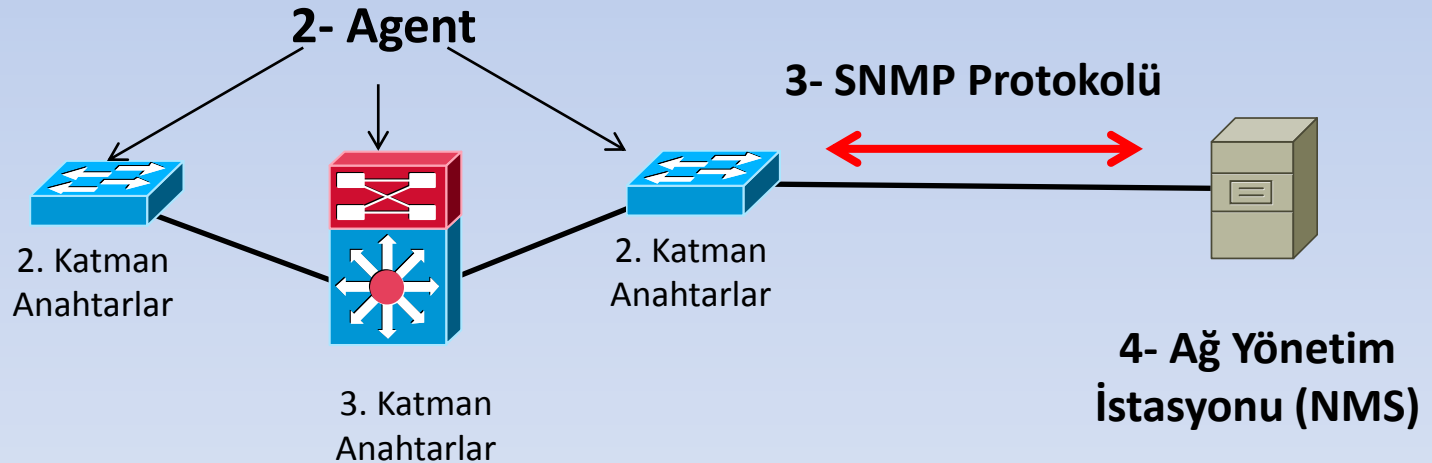 2- Agent
3- SNMP Protokolü
2. Katman
Anahtarlar
2. Katman
Anahtarlar
3. Katman
Anahtarlar
4- Ağ Yönetim
İstasyonu (NMS)